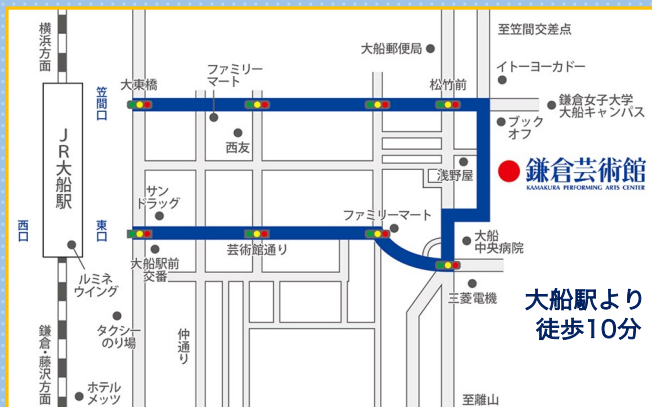 横浜方面
大船郵便局
至笠間交差点
大東橋
ファミリー
マート
松竹前
イトーヨーカドー
笠間口
鎌倉女子大学
大船キャンパス
ブック
オフ
西友
JR大船駅
浅野屋
鎌倉芸術館
KAMAKURA PERFORMING ARTS CENTER
サン
ドラッグ
ファミリーマート
西口
東口
芸術館通り
大船
中央病院
大船駅前
交番
ルミネ
ウイング
三菱電機
大船駅より
徒歩10分
タクシー
のり場
仲通り
鎌倉・藤沢方面
ホテル
メッツ
至離山